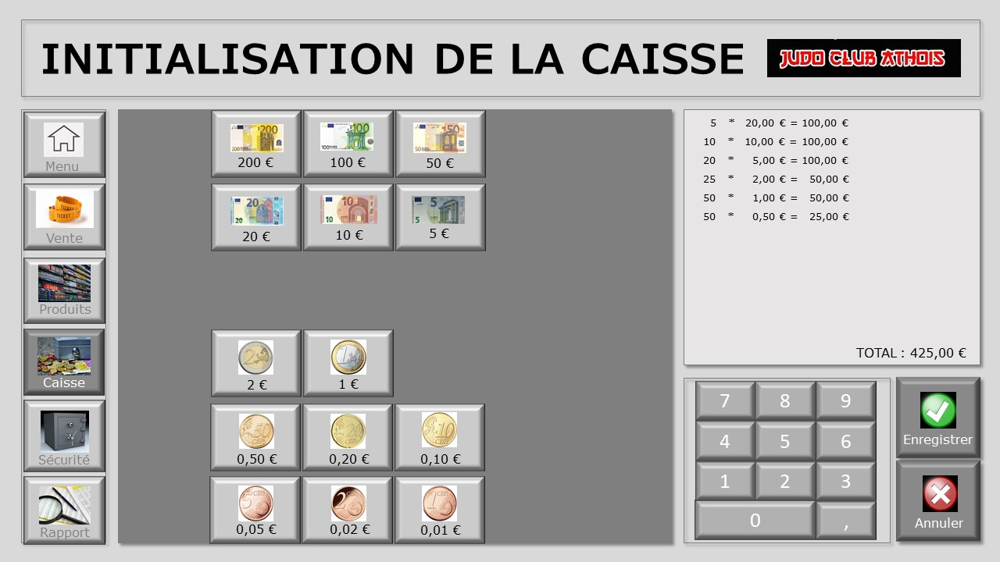 INITIALISATION DE LA CAISSE
JUDO CLUB ATHOIS
Menu
Vente
Produits
Caisse
Sécurité
Rapport
200 €
100 €
50 €
20 €
10 €
5 €
2 €
1 €
0,50 €
0,20 €
0,10 €
0,05 €
0,02 €
0,01 €
5 * 20,00 € = 100,00 €
10 * 10,00 € = 100,00 €
20 * 5,00 € = 100,00 €
25 * 2,00 € = 50,00 €
50 * 1,00 € = 50,00 €
50 * 0,50 € = 25,00 €
TOTAL : 425,00 €
7 8 9
4 5 6
1 2 3
0 ,
Enregistrer
Annuler